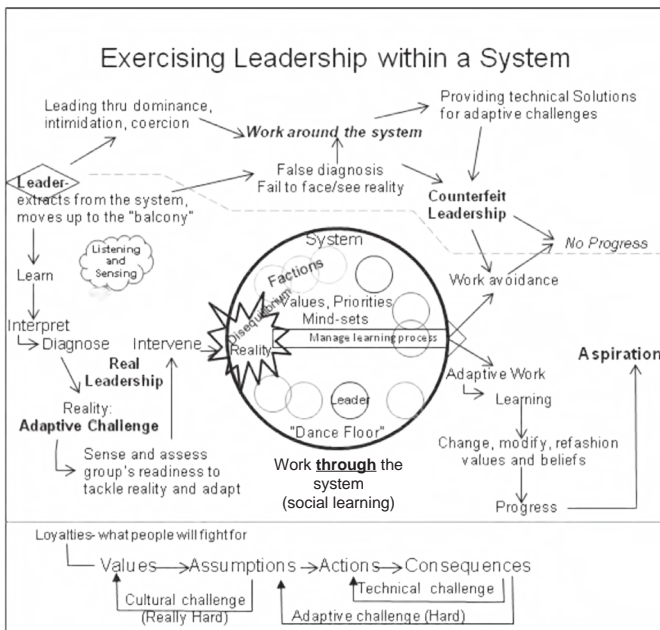 Exercising Leadership within a System
Leading thru dominance,
intimidation, coercion
Work around the system
Providing technical Solutions
for adaptive challenges
False diagnosis
Fail to face/see reality
Leader-
extracts from the system,
moves up to the "balcony"
Counterfeit
Leadership
No Progress
Listening
and
Sensing
Learn
Interpret
Diagnose
Intervene
Real
Leadership
Reality:
Adaptive Challenge
Sense and assess
group's readiness to
tackle reality and adapt
System
Factions
Disequilibrium
Values, Priorities
Mind-sets
Reality
Manage learning process
Leader
"Dance Floor"
Work through the
system
(social learning)
Work avoidance
Adaptive Work
Learning
Change, modify, refashion
values and beliefs
Progress
Aspiration
Loyalties- what people will fight for
Values Assumptions Actions Consequences
Cultural challenge
(Really Hard)
Technical challenge
Adaptive challenge (Hard)